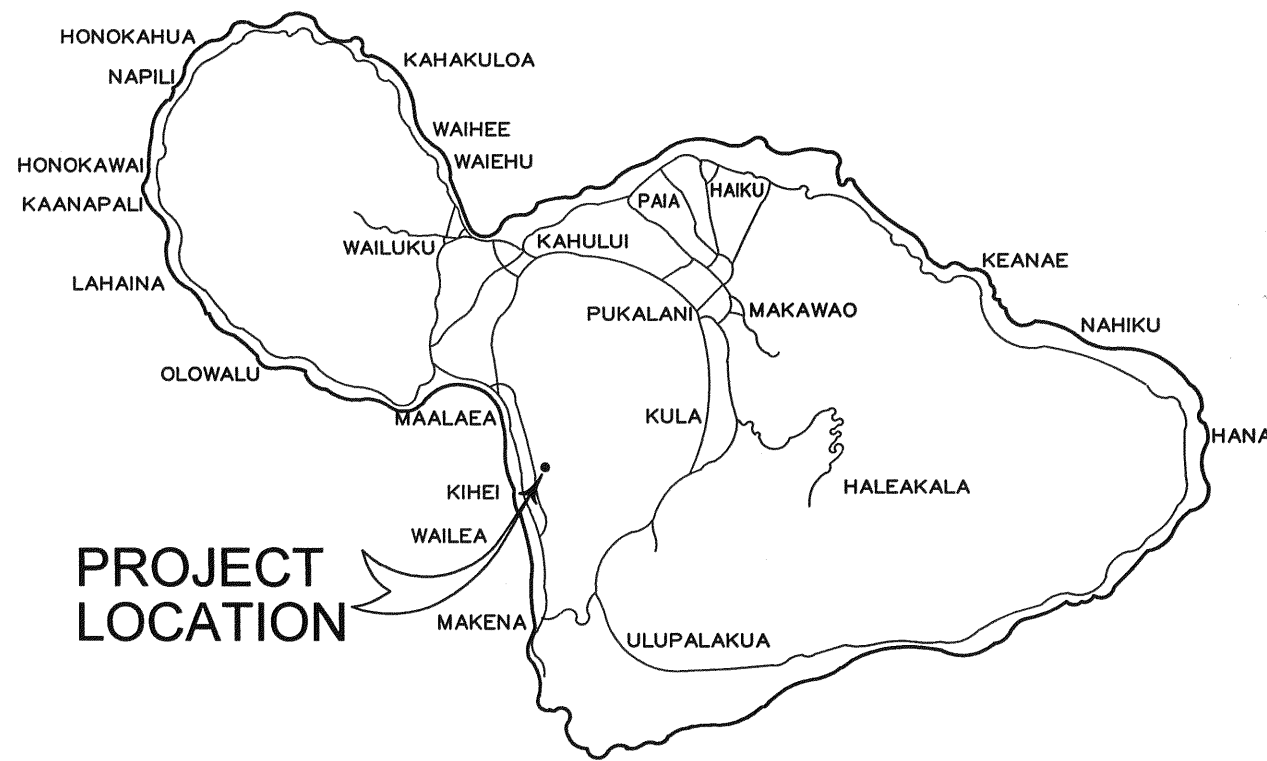 HONOKAHUA
KAHAKULOA
NAPILI
WAIHEE
HONOKAWAI
WAIEHU
KAANAPALI
PAIA
HAIKU
WAILUKU
KAHULUI
KEANAE
LAHAINA
PUKALANI
MAKAWAO
NAHIKU
OLOWALU
MAALAEA
KULA
HANA
KIHEI
HALEAKALA
WAILEA
PROJECT
LOCATION
MAKENA
ULUPALAKUA